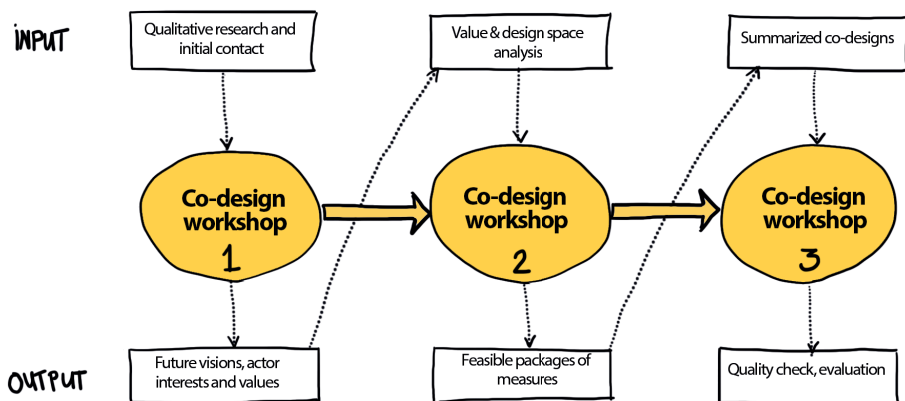 INPUT
Qualitative research and
initial contact
Value & design space
analysis
Summarized co-designs
Co-design
workshop
1
Co-design
workshop
2
Co-design
workshop
3
OUTPUT
Future visions, actor
interests and values
Feasible packages of
measures
Quality check, evaluation